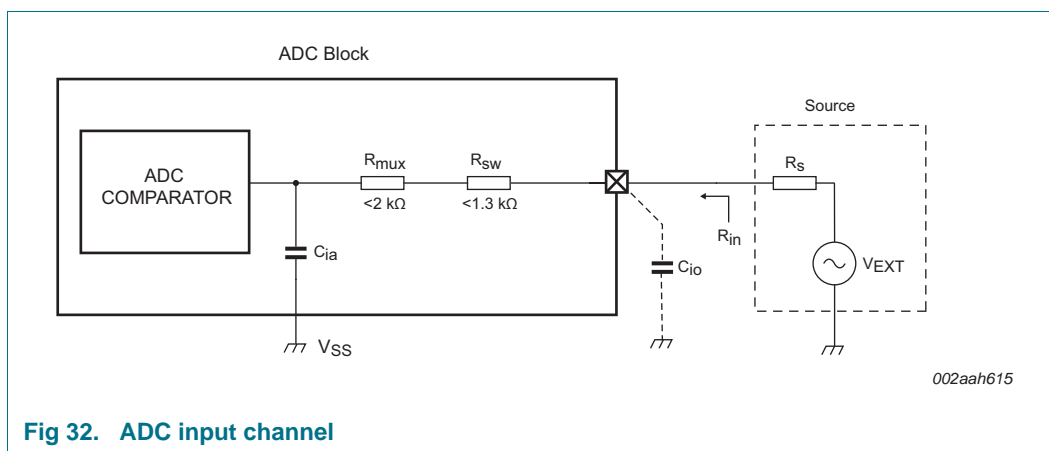 ADC Block
Source
ADC
COMPARATOR
Rmux
<2 kΩ
Rsw
<1.3 kΩ
Rs
Rin
Cia
Cio
VEXT
VSS
002aah615
Fig 32. ADC input channel